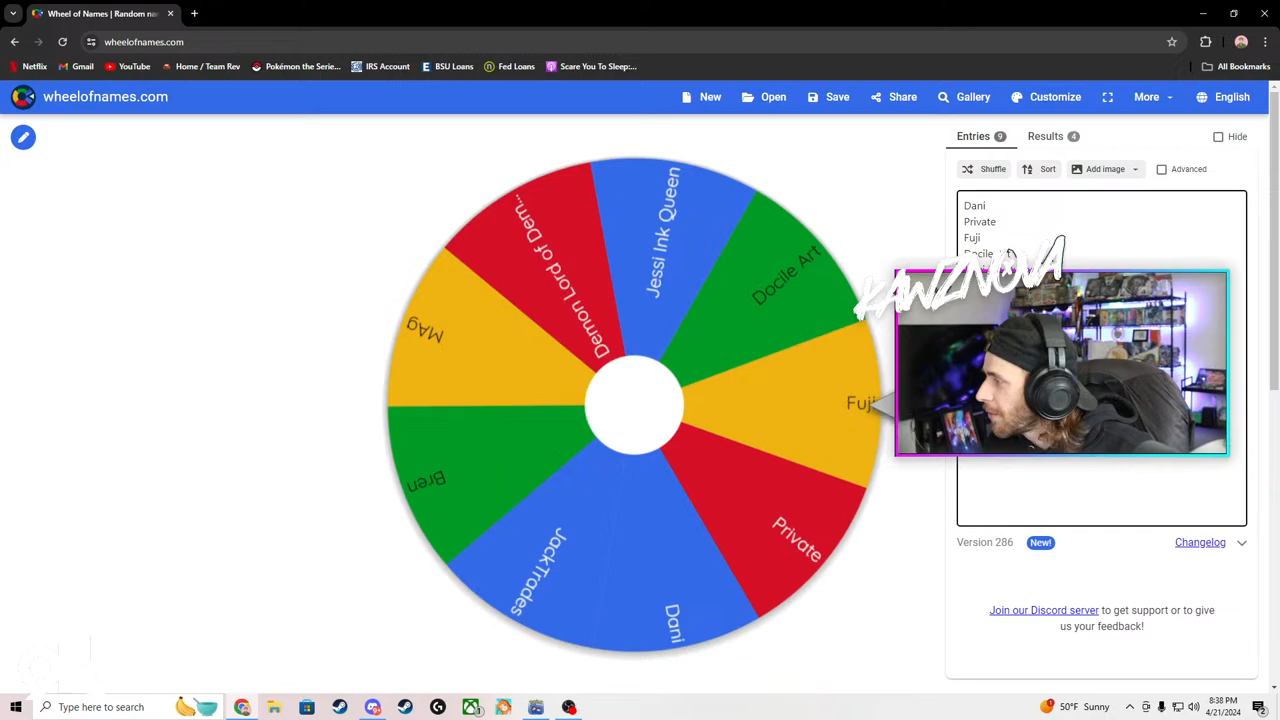 Wheel of Names | Random nam
wheelofnames.com
Netflix
Gmail
YouTube
Home / Team Rev
Pokémon the Serie...
IRS Account
BSU Loans
Fed Loans
Scare You To Sleep:...
All Bookmarks
wheelofnames.com
New
Open
Save
Share
Gallery
Customize
More
English
Entries 9
Results 4
Hide
Shuffle
Sort
Add image
Advanced
Dani
Private
Fuji
Docile Art
KAWZNOVA
Demon Lord of Dem...
Jessi Ink Queen
Docile Art
MAg
Fuji
Bren
Private
JackTrades
Dani
Version 286
New!
Changelog
Join our Discord server to get support or to give
us your feedback!
Type here to search
50°F Sunny
8:38 PM
4/21/2024
2